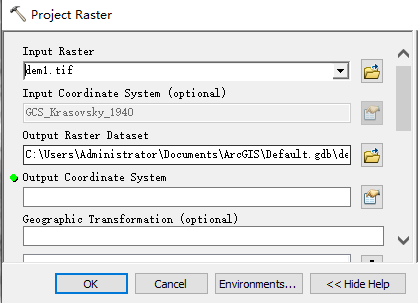 Project Raster
Input Raster
dem1.tif
Input Coordinate System (optional)
GCS_Krasovsky_1940
Output Raster Dataset
C:\Users\Administrator\Documents\ArcGIS\Default.gdb\de
Output Coordinate System
Geographic Transformation (optional)
OK
Cancel
Environments...
<< Hide Help